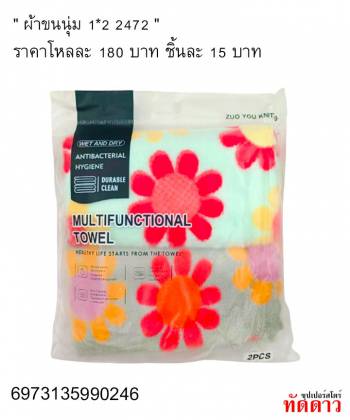 " ผ้าขนนุ่ม 1*2 2472 "
ราคาโหลละ 180 บาท ชิ้นละ 15 บาท
ZUO YOU KNIT
WET AND DRY
ANTIBACTERIAL
HYGIENE
DURABLE
CLEAN
MULTIFUNCTIONAL
TOWEL
HEALTHY LIFE STARTS FROM THE TOWEL
2PCS
6973135990246
ซุปเปอร์สโตร์
ทัดดาว